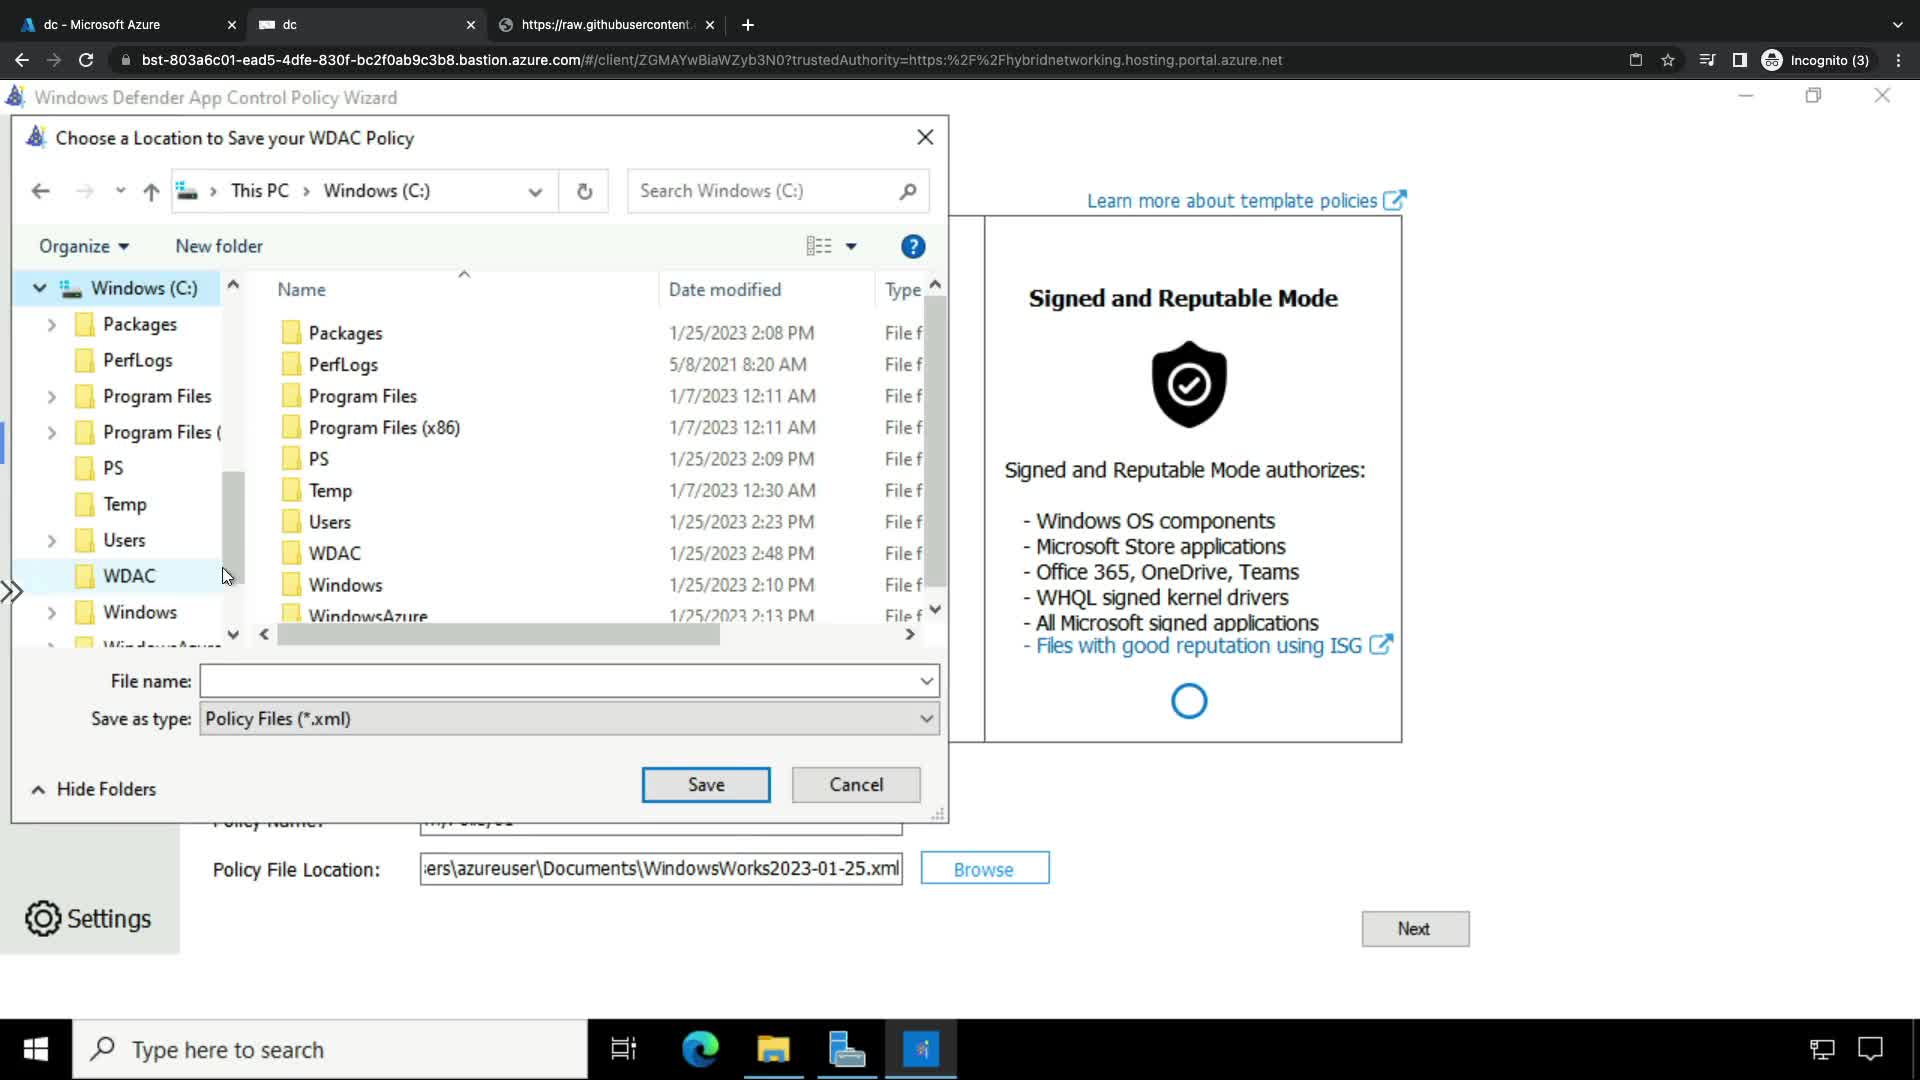 dc - Microsoft Azure
dc
https://raw.githubusercontent.
bst-803a6c01-ead5-4dfe-830f-bc2f0ab9c3b8.bastion.azure.com/#/client/ZGMAYwBiaWZyb3N0?trustedAuthority=https:%2F%2Fhybridnetworking.hosting.portal.azure.net
Incognito (3)
Windows Defender App Control Policy Wizard
Choose a Location to Save your WDAC Policy
This PC > Windows (C:)
Search Windows (C:)
Organize
New folder
Windows (C:)
Packages
PerfLogs
Program Files
Program Files (
PS
Temp
Users
WDAC
Windows
Name
Date modified
Type
Packages 1/25/2023 2:08 PM File f
PerfLogs 5/8/2021 8:20 AM File f
Program Files 1/7/2023 12:11 AM File f
Program Files (x86) 1/7/2023 12:11 AM File f
PS 1/25/2023 2:09 PM File f
Temp 1/7/2023 12:30 AM File f
Users 1/25/2023 2:23 PM File f
WDAC 1/25/2023 2:48 PM File f
Windows 1/25/2023 2:10 PM File f
WindowsAzure 1/25/2023 2:13 PM File f
File name:
Save as type: Policy Files (*.xml)
Hide Folders
Save
Cancel
Learn more about template policies
Signed and Reputable Mode
Signed and Reputable Mode authorizes:
- Windows OS components
- Microsoft Store applications
- Office 365, OneDrive, Teams
- WHQL signed kernel drivers
- All Microsoft signed applications
- Files with good reputation using ISG
Policy Name:
Policy File Location: ers\azureuser\Documents\WindowsWorks2023-01-25.xml
Browse
Settings
Next
Type here to search